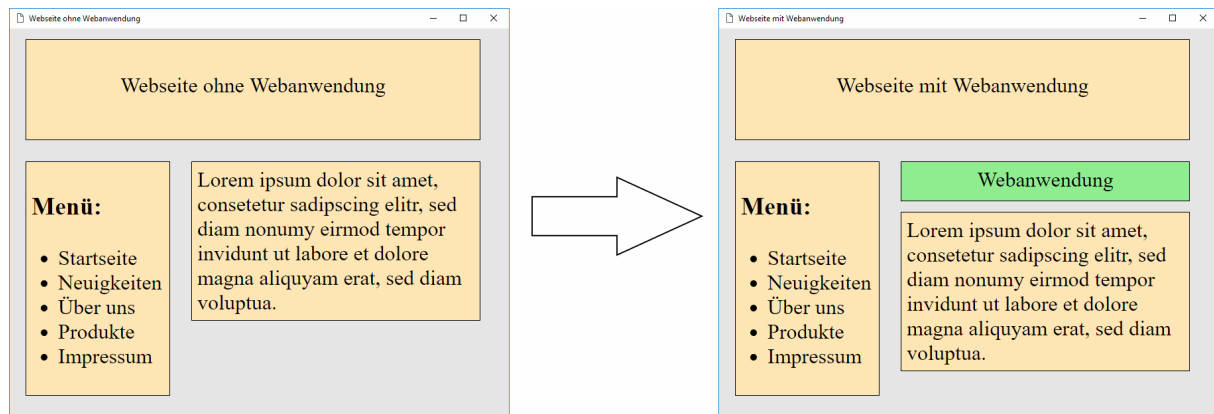 Webseite ohne Webanwendung
Webseite ohne Webanwendung
Menü:
Startseite
Neuigkeiten
Über uns
Produkte
Impressum
Lorem ipsum dolor sit amet,
consetetur sadipscing elitr, sed
diam nonumy eirmod tempor
invidunt ut labore et dolore
magna aliquyam erat, sed diam
voluptua.
Webseite mit Webanwendung
Webseite mit Webanwendung
Menü:
Startseite
Neuigkeiten
Über uns
Produkte
Impressum
Webanwendung
Lorem ipsum dolor sit amet,
consetetur sadipscing elitr, sed
diam nonumy eirmod tempor
invidunt ut labore et dolore
magna aliquyam erat, sed diam
voluptua.